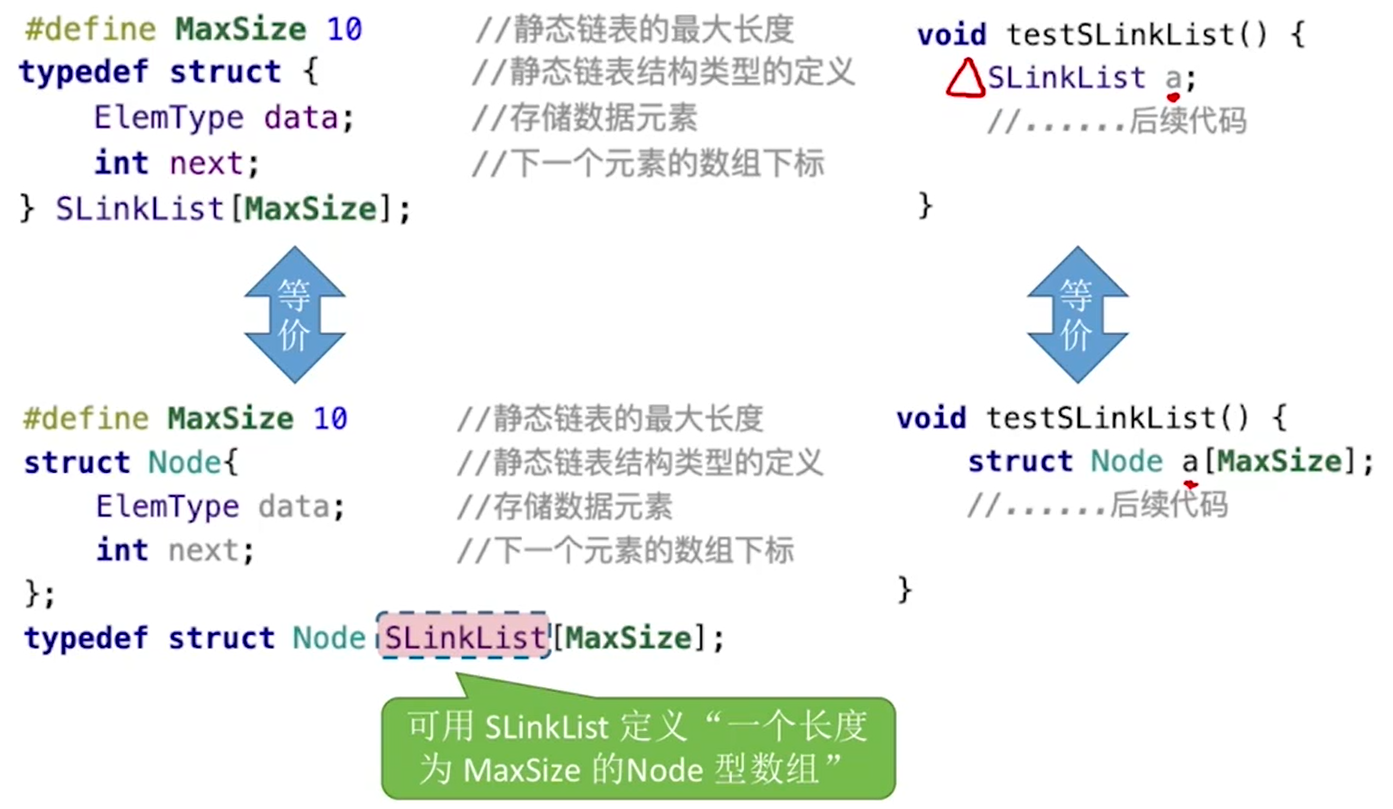 #define MaxSize 10 //静态链表的最大长度
typedef struct { //静态链表结构类型的定义
ElemType data; //存储数据元素
int next; //下一个元素的数组下标
} SLinkList[MaxSize];
void testSLinkList() {
SLinkList a;
//......后续代码
}
等
价
等
价
#define MaxSize 10 //静态链表的最大长度
struct Node{ //静态链表结构类型的定义
ElemType data; //存储数据元素
int next; //下一个元素的数组下标
};
typedef struct Node SLinkList[MaxSize];
void testSLinkList() {
struct Node a[MaxSize];
//......后续代码
}
可用 SLinkList 定义“一个长度
为 MaxSize 的Node 型数组”